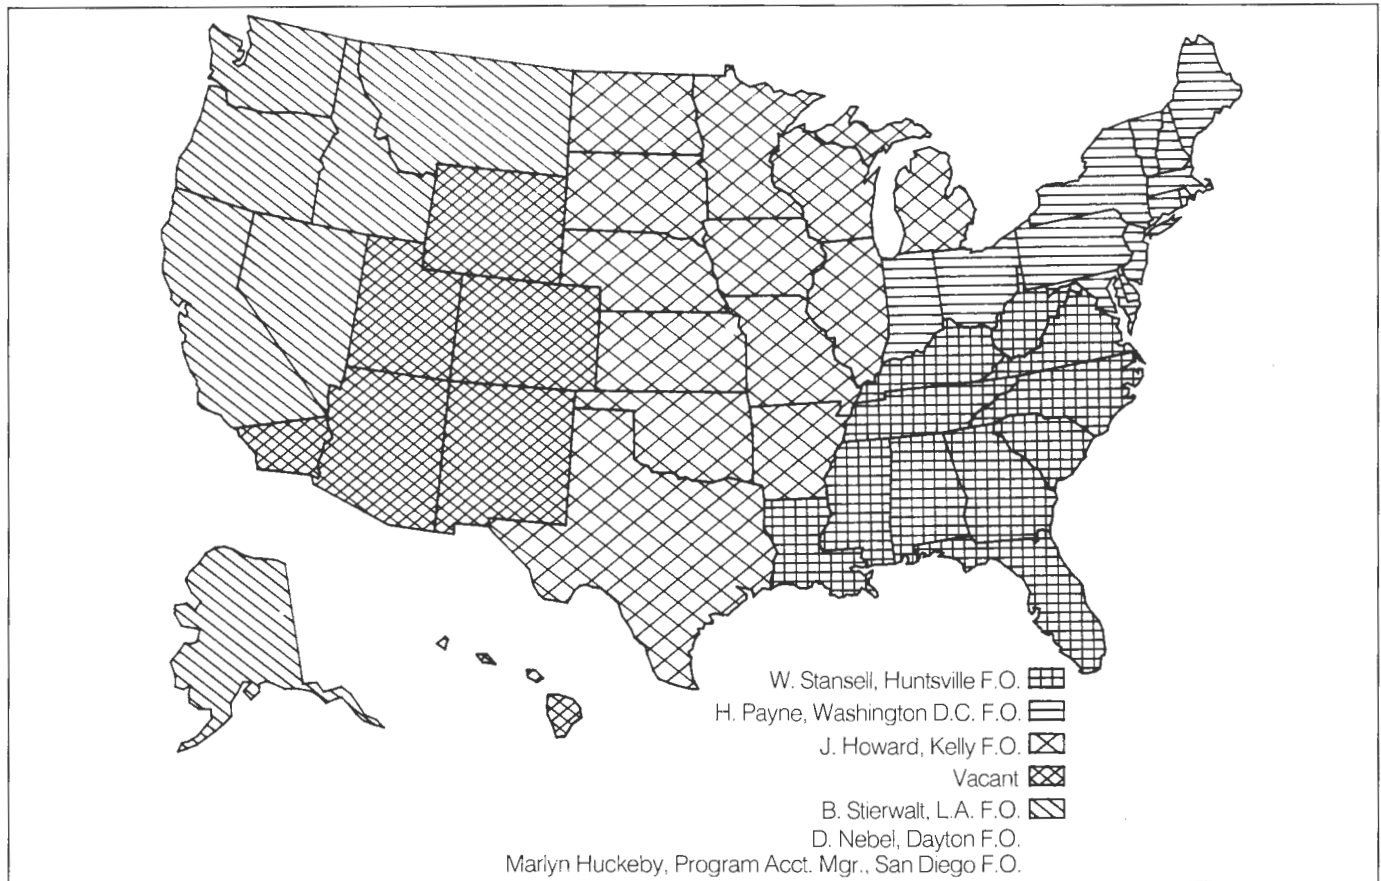 W. Stansell, Huntsville F.O.
H. Payne, Washington D.C. F.O.
J. Howard, Kelly F.O.
Vacant
B. Stierwalt, L.A. F.O.
D. Nebel, Dayton F.O.
Marlyn Huckeby, Program Acct. Mgr., San Diego F.O.